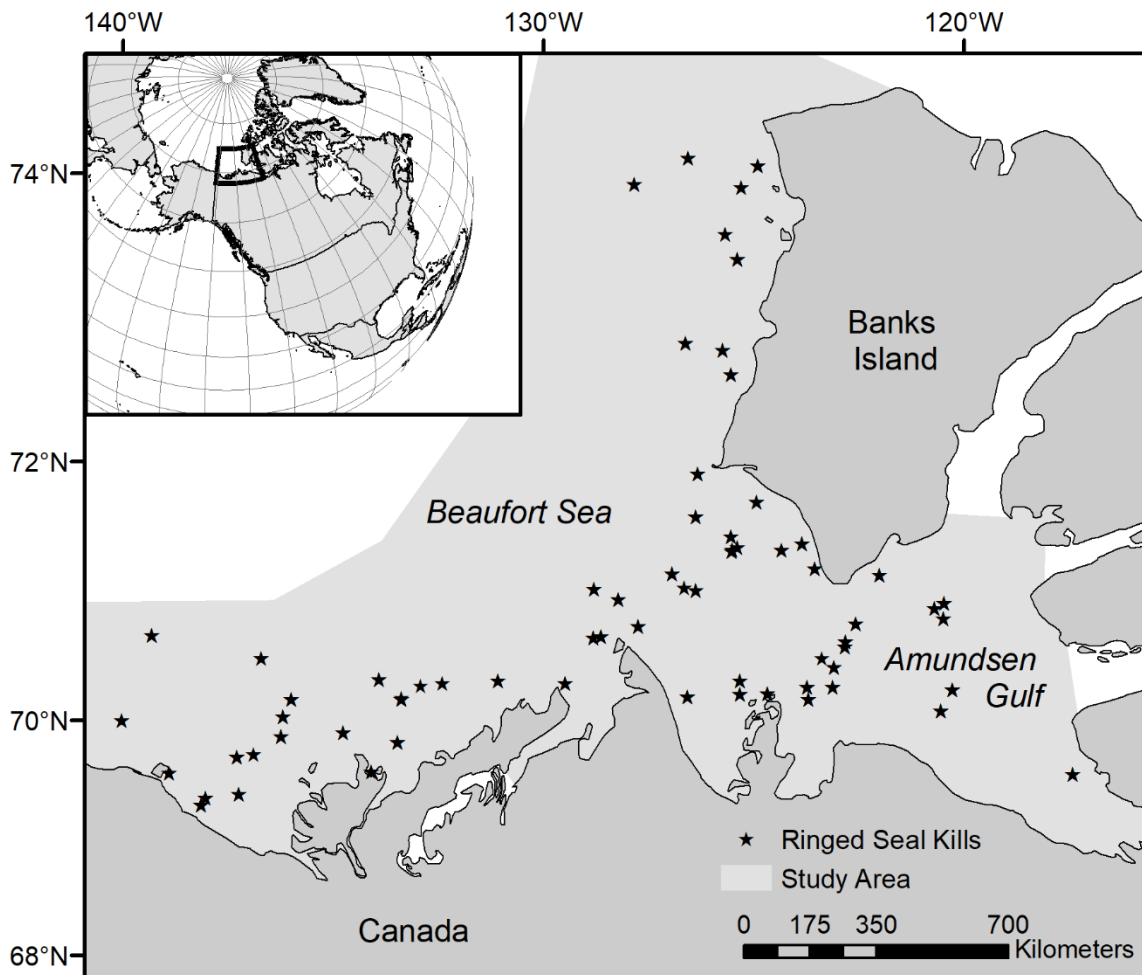 140°W 130°W 120°W
74°N
72°N
70°N
68°N
Banks
Island
Beaufort Sea
Amundsen
Gulf
Canada
Ringed Seal Kills
Study Area
0 175 350 700
Kilometers